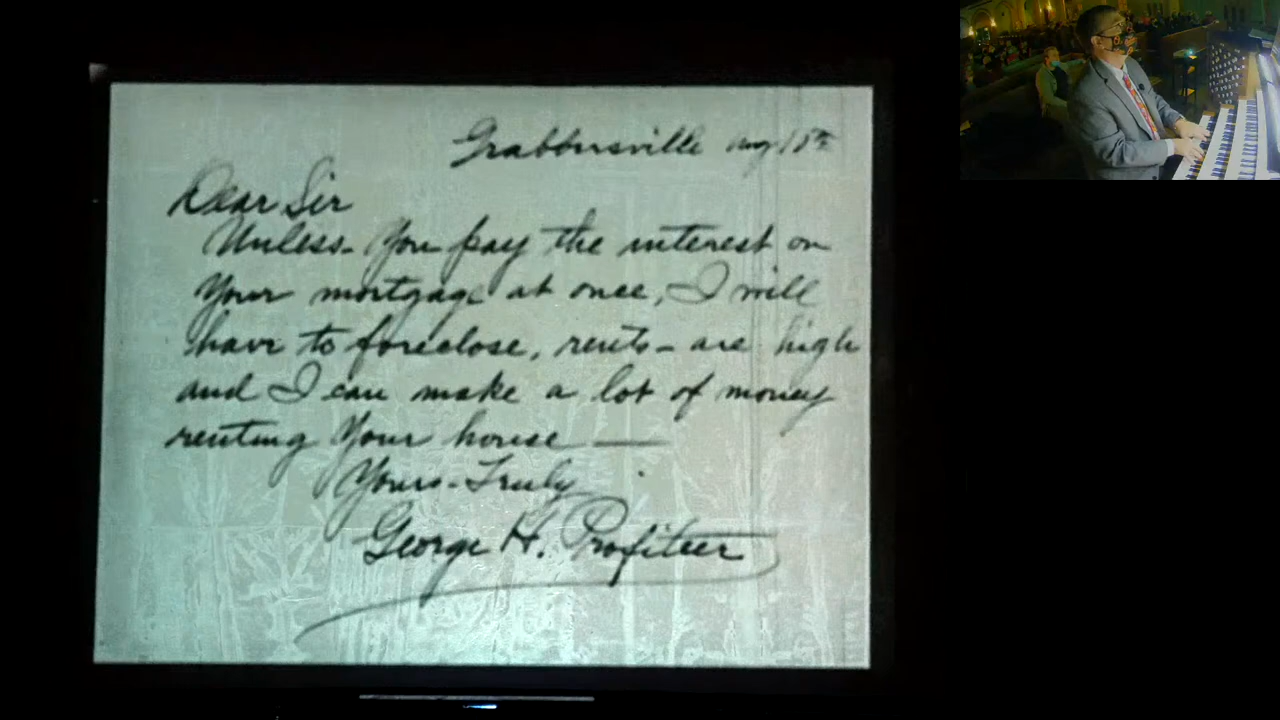 Grabbersville Aug 18th
Dear Sir
Unless- You pay the interest on
Your mortgage at once, I will
have to foreclose, rents- are high
and I can make a lot of money
renting Your house —
Yours-Truly
George H. Profiteer